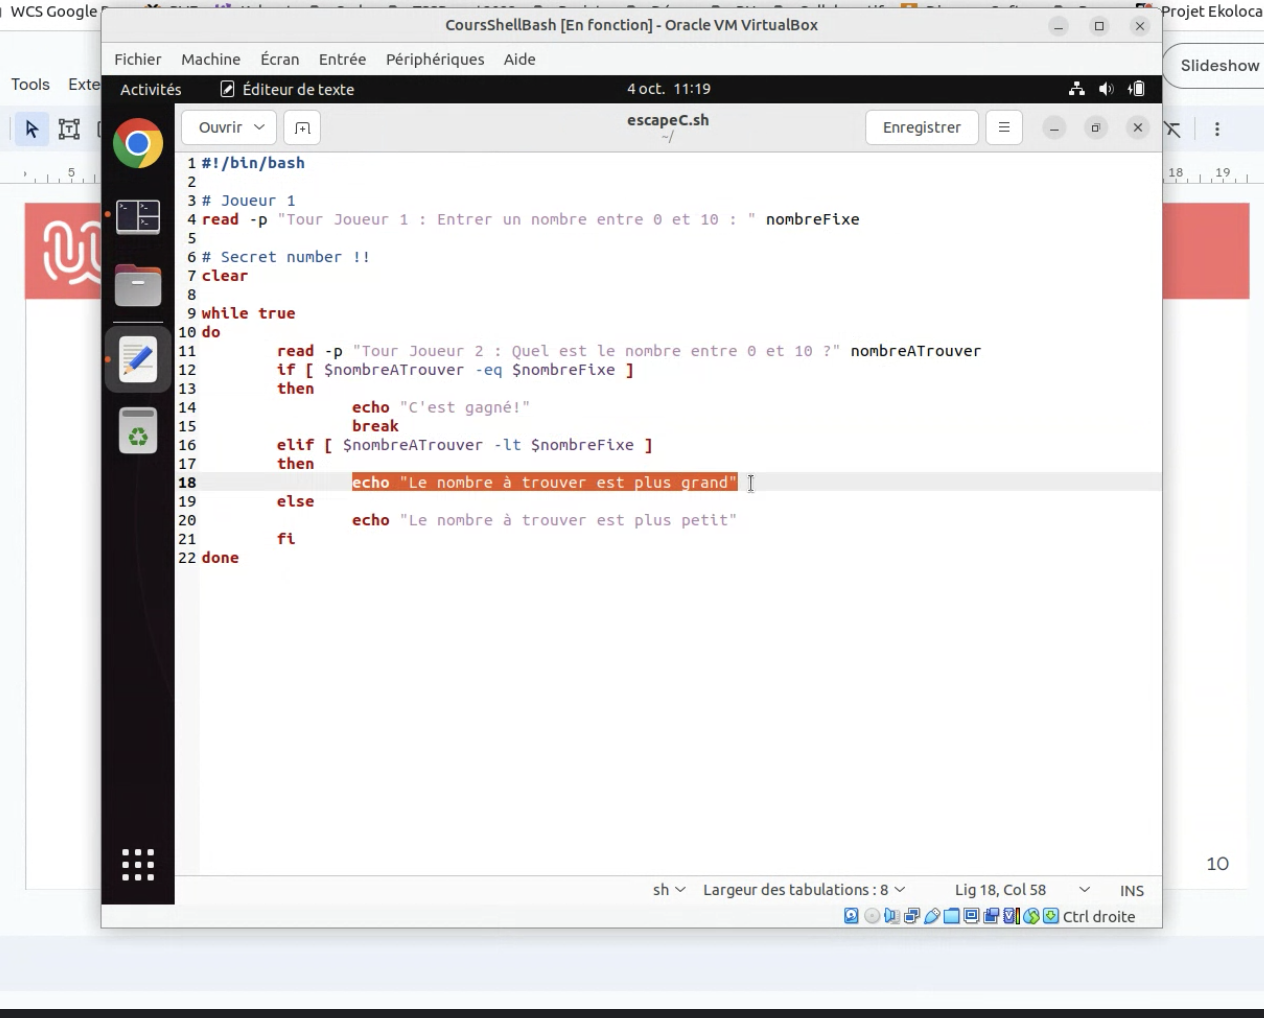 WCS Google
Projet Ekoloca
CoursShellBash [En fonction] - Oracle VM VirtualBox
Fichier Machine Écran Entrée Périphériques Aide
Slideshow
Tools Exte
Activités Éditeur de texte 4 oct. 11:19
Ouvrir escapeC.sh Enregistrer
~/
5 18 19
1 #!/bin/bash
2
3 # Joueur 1
4 read -p "Tour Joueur 1 : Entrer un nombre entre 0 et 10 : " nombreFixe
5
6 # Secret number !!
7 clear
8
9 while true
10 do
11 read -p "Tour Joueur 2 : Quel est le nombre entre 0 et 10 ?" nombreATrouver
12 if [ $nombreATrouver -eq $nombreFixe ]
13 then
14 echo "C'est gagné!"
15 break
16 elif [ $nombreATrouver -lt $nombreFixe ]
17 then
18 echo "Le nombre à trouver est plus grand"
19 else
20 echo "Le nombre à trouver est plus petit"
21 fi
22 done
10
sh Largeur des tabulations : 8 Lig 18, Col 58 INS
Ctrl droite